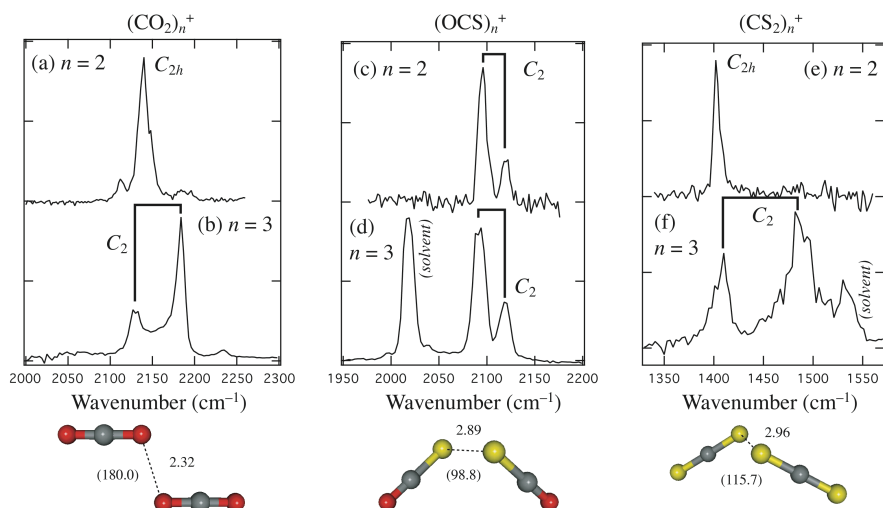 (CO₂)ₙ⁺ (OCS)ₙ⁺ (CS₂)ₙ⁺
(a) n = 2 C₂ₕ (c) n = 2 C₂ C₂ₕ (e) n = 2
C₂ (b) n = 3 (d) n = 3 (solvent) C₂ (f) n = 3 C₂ (solvent)
2000 2050 2100 2150 2200 2250 2300 1950 2000 2050 2100 2150 2200 1350 1400 1450 1500 1550
Wavenumber (cm⁻¹) Wavenumber (cm⁻¹) Wavenumber (cm⁻¹)
2.32 (180.0) 2.89 (98.8) 2.96 (115.7)